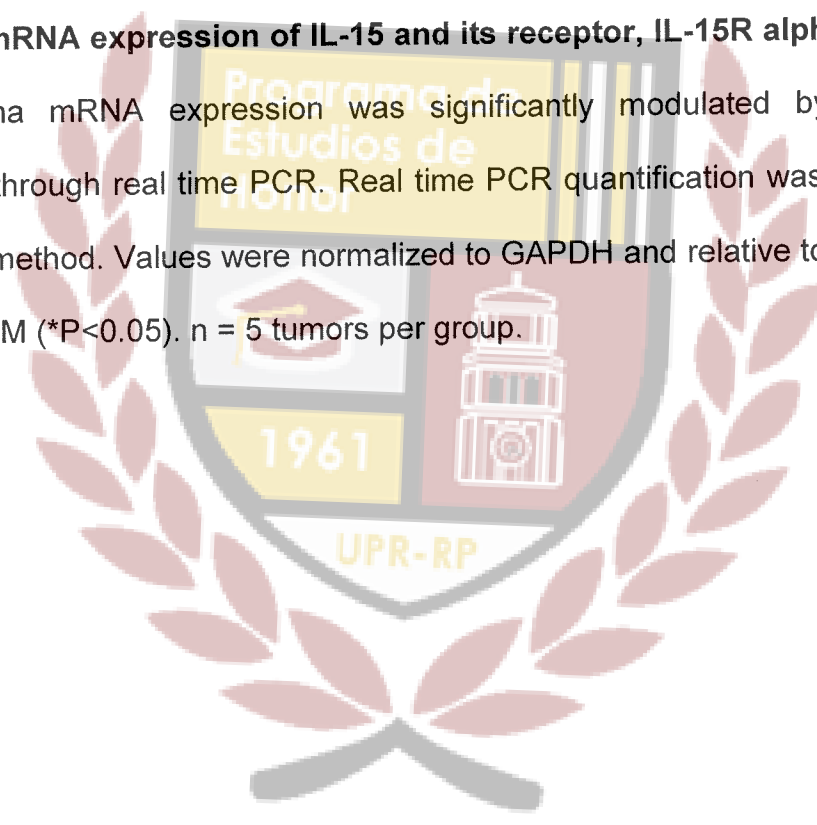 mRNA expression of IL-15 and its receptor, IL-15R alph
na mRNA expression was significantly modulated by
through real time PCR. Real time PCR quantification was
method. Values were normalized to GAPDH and relative to
M (*P<0.05). n = 5 tumors per group.
Programa de
Estudios de
Honor
1961
UPR-RP